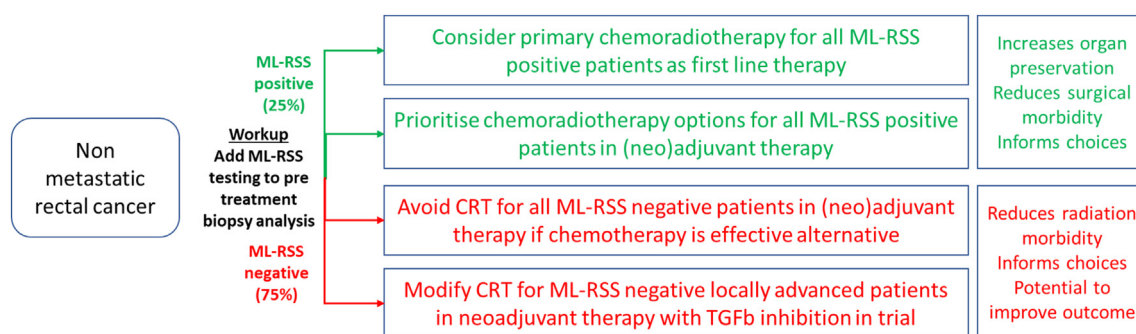 Non
metastatic
rectal cancer
ML-RSS
positive
(25%)
Workup
Add ML-RSS
testing to pre
treatment
biopsy analysis
ML-RSS
negative
(75%)
Consider primary chemoradiotherapy for all ML-RSS
positive patients as first line therapy
Prioritise chemoradiotherapy options for all ML-RSS positive
patients in (neo)adjuvant therapy
Avoid CRT for all ML-RSS negative patients in (neo)adjuvant
therapy if chemotherapy is effective alternative
Modify CRT for ML-RSS negative locally advanced patients
in neoadjuvant therapy with TGFb inhibition in trial
Increases organ
preservation
Reduces surgical
morbidity
Informs choices
Reduces radiation
morbidity
Informs choices
Potential to
improve outcome